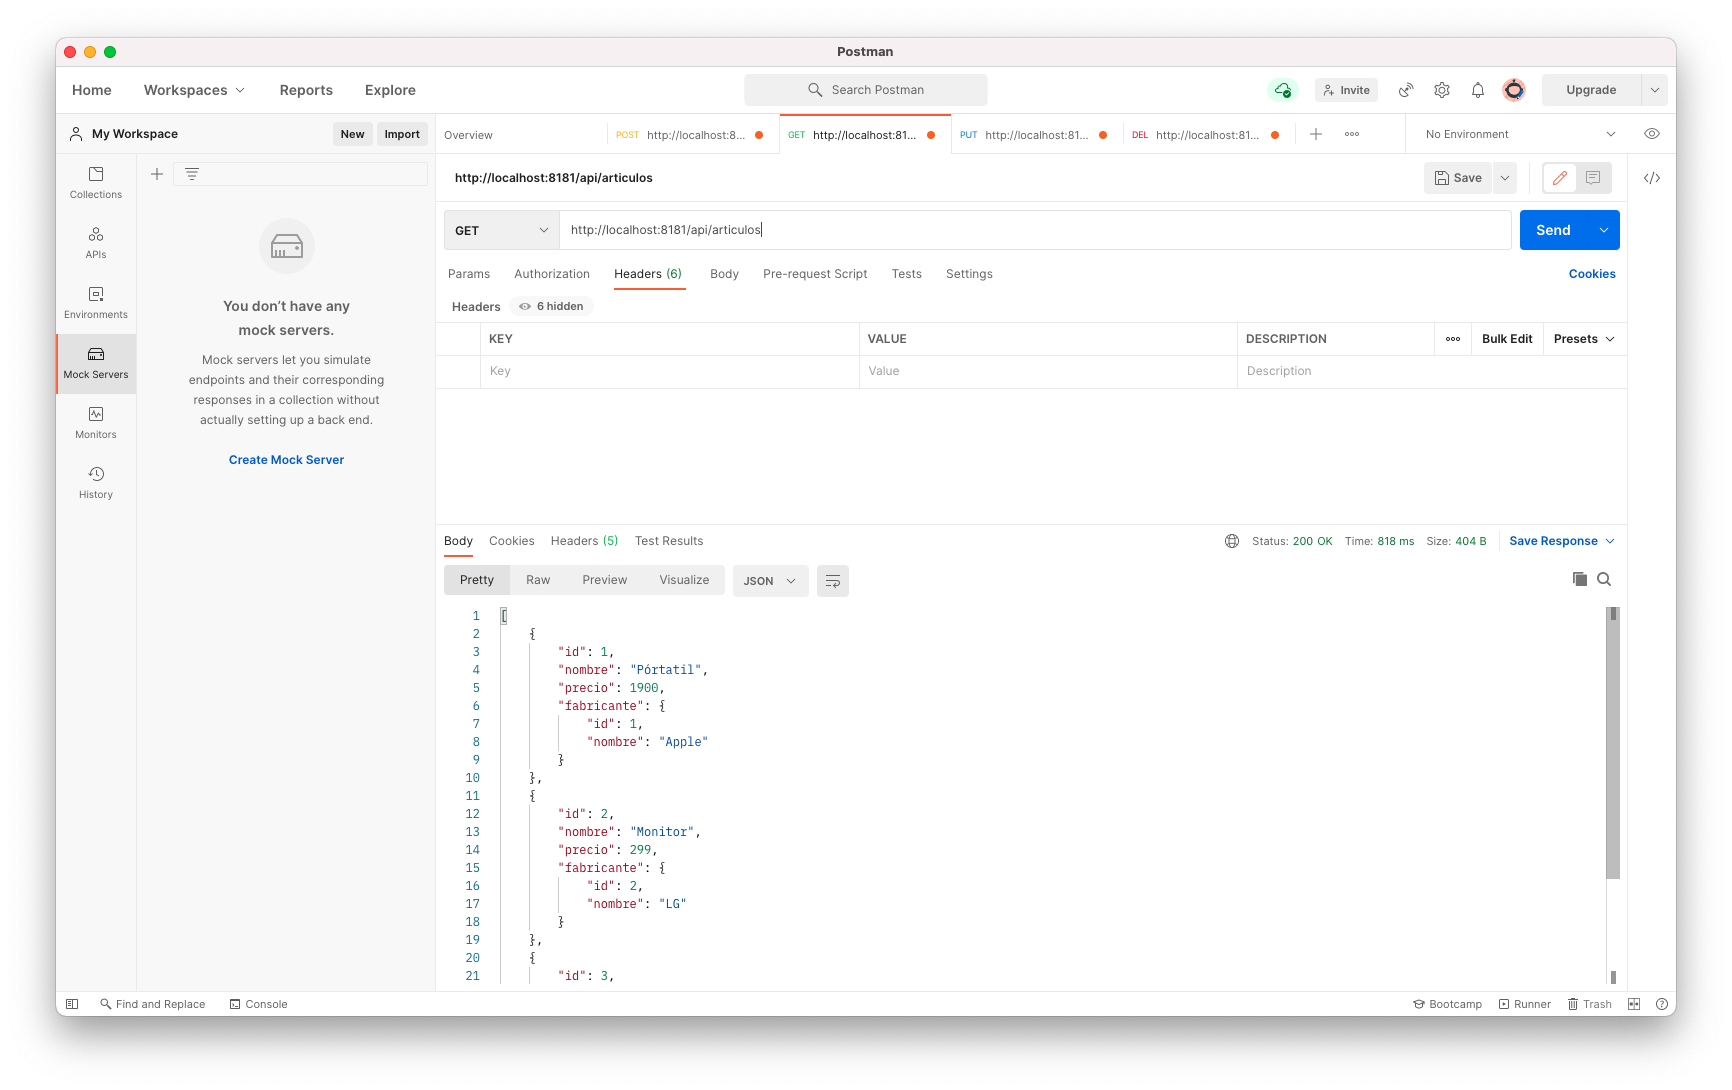 Postman
Home Workspaces Reports Explore Search Postman Invite Upgrade
My Workspace New Import
Overview POST http://localhost:8... GET http://localhost:81... PUT http://localhost:81... DEL http://localhost:81... No Environment
Collections
APIs
Environments
Mock Servers
Monitors
History
You don't have any
mock servers.
Mock servers let you simulate
endpoints and their corresponding
responses in a collection without
actually setting up a back end.
Create Mock Server
http://localhost:8181/api/articulos Save
GET http://localhost:8181/api/articulos Send
Params Authorization Headers (6) Body Pre-request Script Tests Settings Cookies
Headers 6 hidden
KEY VALUE DESCRIPTION Bulk Edit Presets
Key Value Description
Body Cookies Headers (5) Test Results Status: 200 OK Time: 818 ms Size: 404 B Save Response
Pretty Raw Preview Visualize JSON
1 [
2 {
3 "id": 1,
4 "nombre": "Pórtatil",
5 "precio": 1900,
6 "fabricante": {
7 "id": 1,
8 "nombre": "Apple"
9 }
10 },
11 {
12 "id": 2,
13 "nombre": "Monitor",
14 "precio": 299,
15 "fabricante": {
16 "id": 2,
17 "nombre": "LG"
18 }
19 },
20 {
21 "id": 3,
Find and Replace Console Bootcamp Runner Trash